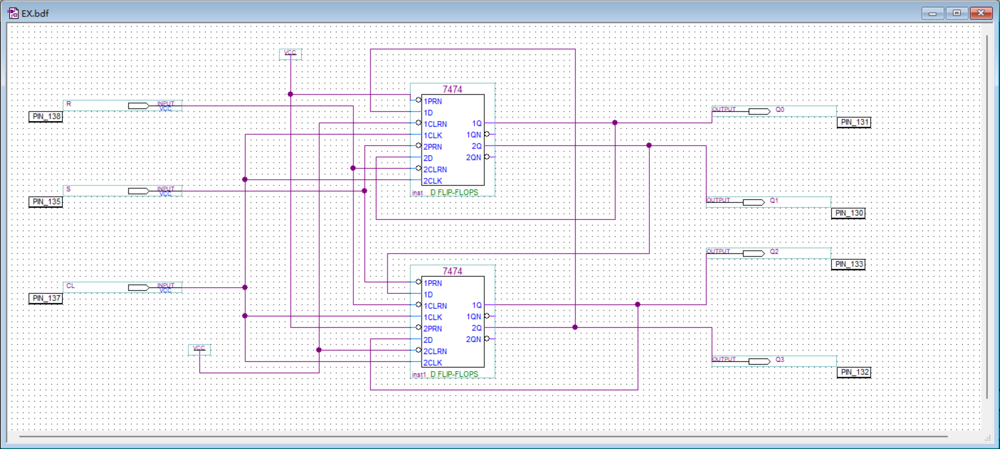 EX.bdf
VCC
R
INPUT
VCC
PIN_138
S
INPUT
VCC
PIN_135
CL
INPUT
VCC
PIN_137
VCC
7474
1PRN
1D
1CLRN
1CLK
2PRN
2D
2CLRN
2CLK
1Q
1QN
2Q
2QN
inst D FLIP-FLOPS
7474
1PRN
1D
1CLRN
1CLK
2PRN
2D
2CLRN
2CLK
1Q
1QN
2Q
2QN
inst1 D FLIP-FLOPS
OUTPUT Q0
PIN_131
OUTPUT Q1
PIN_130
OUTPUT Q2
PIN_133
OUTPUT Q3
PIN_132